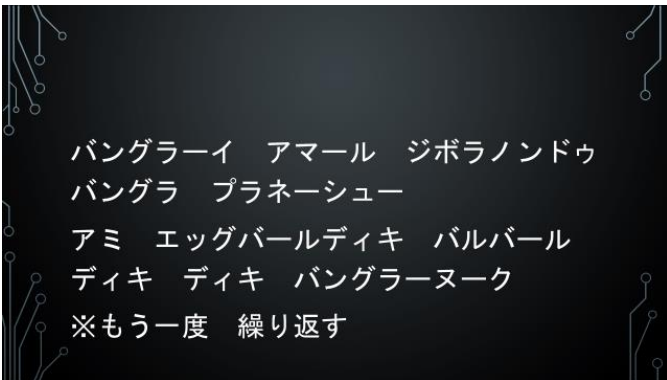 バングラーイ　アマール　ジボラノンドゥ
バングラ　プラネーシュー
アミ　エッグバールディキ　バルバール
ディキ　ディキ　バングラーヌーク
※もう一度　繰り返す